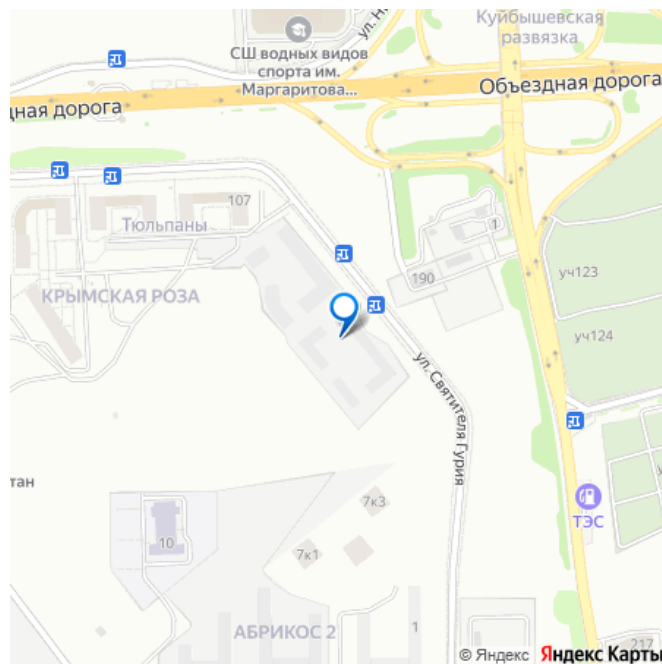 Куйбышевская
развязка
ул. Н
СШ водных видов
спорта им.
Маргаритова...
Объездная дорога
дная дорога
107
Тюльпаны
1
190
КРЫМСКАЯ РОЗА
уч123
уч124
ул. Святителя Гурия
тан
7к3
ТЭС
10
7к1
АБРИКОС 2
1
217
© Яндекс Яндекс Карты